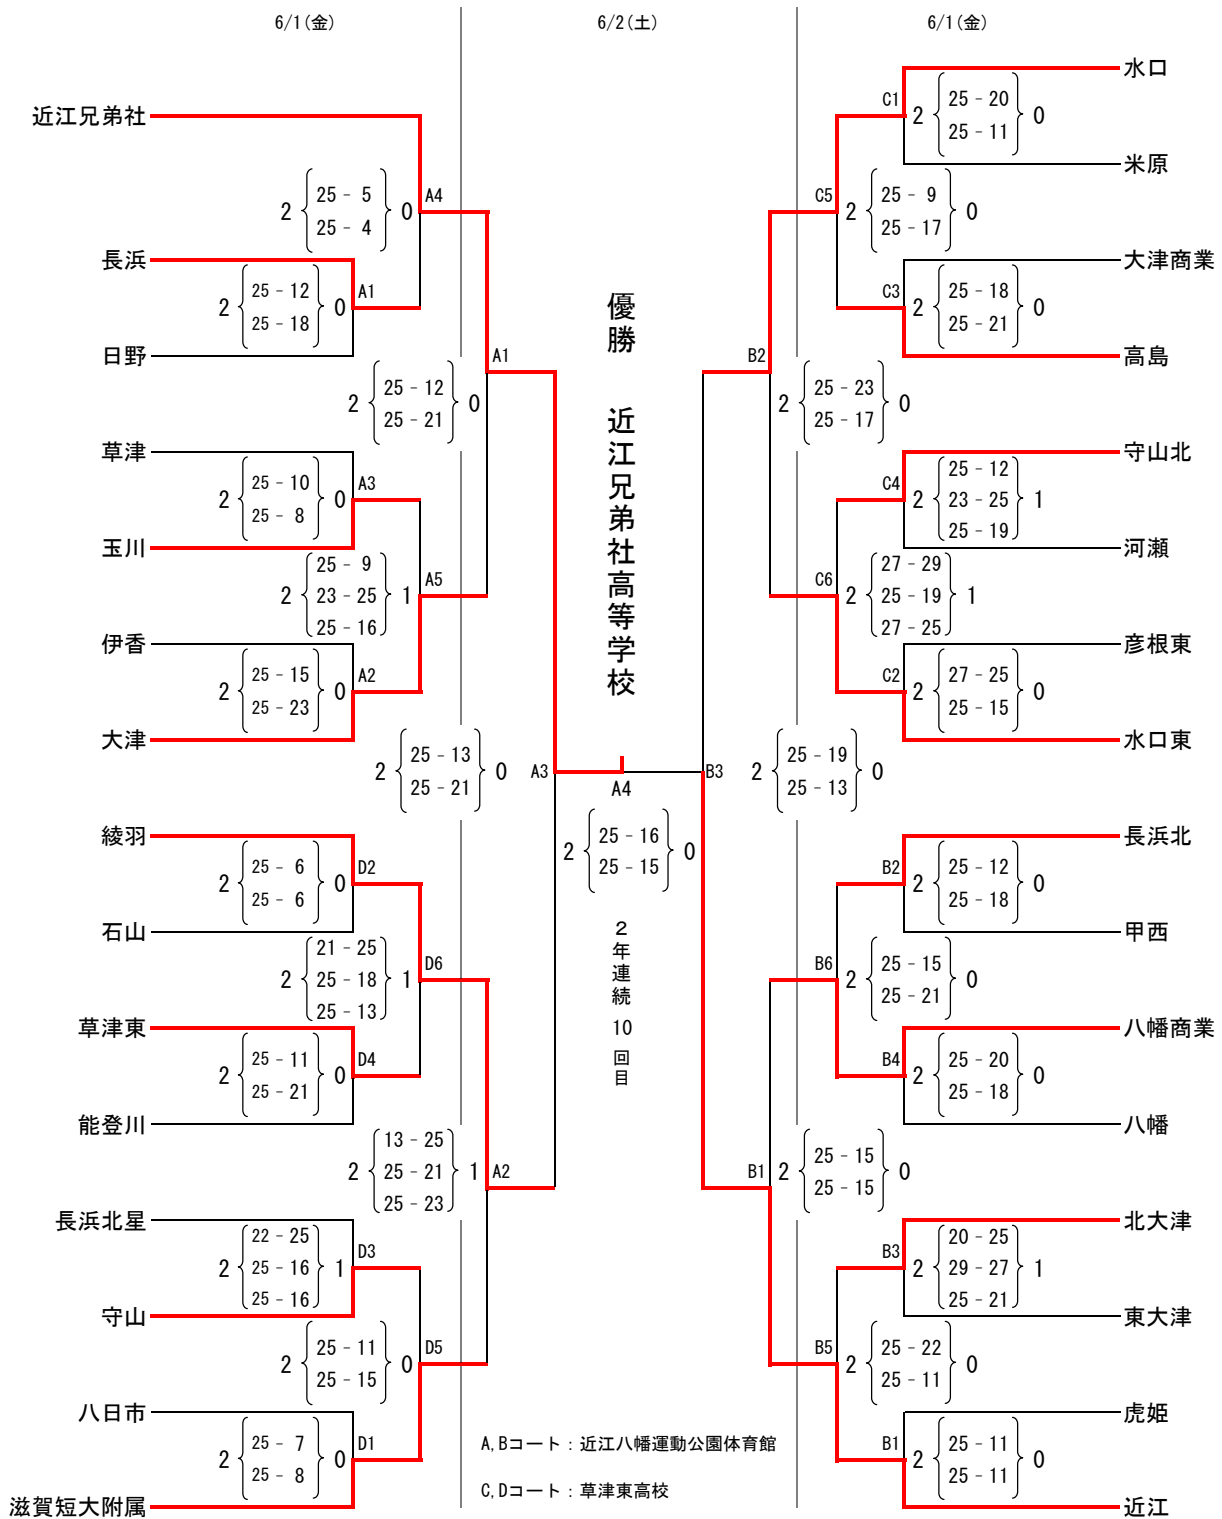 6/1(金)
6/2(土)
6/1(金)
近江兄弟社
2 25 - 5 0 A4
25 - 4
長浜
2 25 - 12 0 A1
25 - 18
日野
2 25 - 12 0 A1
25 - 21
草津
2 25 - 10 0 A3
25 - 8
玉川
2 25 - 9 1 A5
23 - 25
25 - 16
伊香
2 25 - 15 0 A2
25 - 23
大津
2 25 - 13 0 A3
25 - 21
綾羽
2 25 - 6 0 D2
25 - 6
石山
2 21 - 25 1 D6
25 - 18
25 - 13
草津東
2 25 - 11 0 D4
25 - 21
能登川
2 13 - 25 1 A2
25 - 21
25 - 23
長浜北星
2 22 - 25 1 D3
25 - 16
25 - 16
守山
2 25 - 11 0 D5
25 - 15
八日市
2 25 - 7 0 D1
25 - 8
滋賀短大附属
優勝 近江兄弟社高等学校
A4
2 25 - 16 0
25 - 15
2年連続 10 回目
A,Bコート：近江八幡運動公園体育館
C,Dコート：草津東高校
水口
C1 2 25 - 20 0
25 - 11
米原
C5 2 25 - 9 0
25 - 17
大津商業
C3 2 25 - 18 0
25 - 21
高島
B2 2 25 - 23 0
25 - 17
守山北
C4 2 25 - 12 1
23 - 25
25 - 19
河瀬
C6 2 27 - 29 1
25 - 19
27 - 25
彦根東
C2 2 27 - 25 0
25 - 15
水口東
B3 2 25 - 19 0
25 - 13
長浜北
B2 2 25 - 12 0
25 - 18
甲西
B6 2 25 - 15 0
25 - 21
八幡商業
B4 2 25 - 20 0
25 - 18
八幡
B1 2 25 - 15 0
25 - 15
北大津
B3 2 20 - 25 1
29 - 27
25 - 21
東大津
B5 2 25 - 22 0
25 - 11
虎姫
B1 2 25 - 11 0
25 - 11
近江